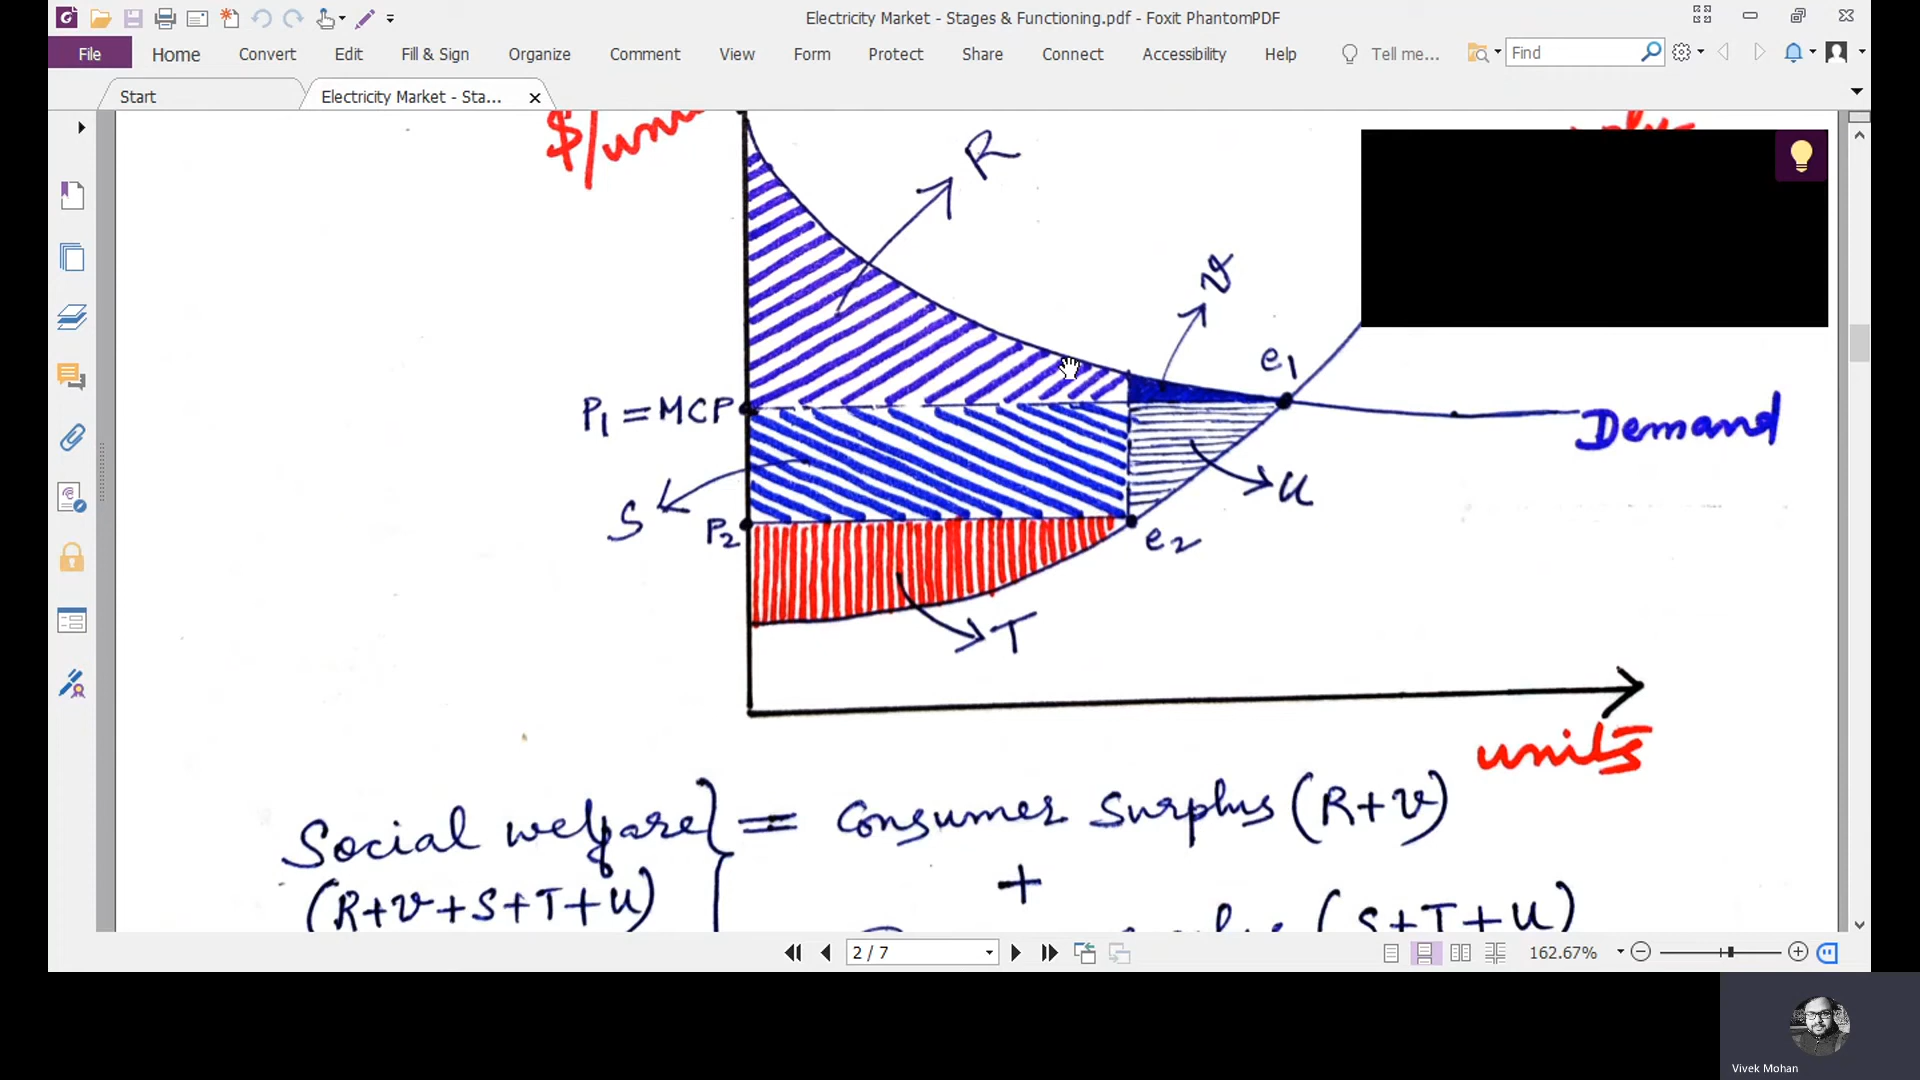 Electricity Market - Stages & Functioning.pdf - Foxit PhantomPDF
File Home Convert Edit Fill & Sign Organize Comment View Form Protect Share Connect Accessibility Help Tell me... Find
Start Electricity Market - Sta...
$/uni
R
v
e1
P1 = MCP
Demand
S
U
P2
e2
T
units
Social welfare } = Consumer Surplus (R+v)
+
(R+v+S+T+U)
(S+T+U)
2 / 7 162.67%
Vivek Mohan